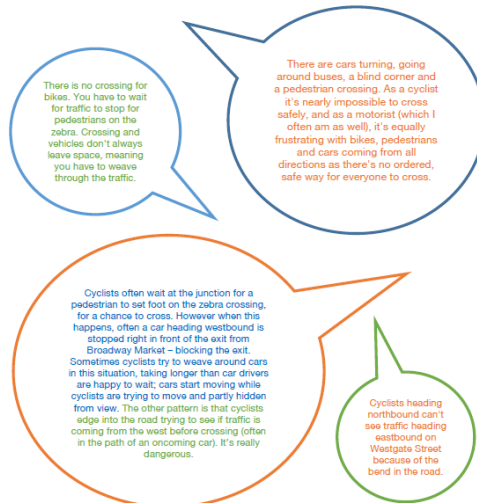 There is no crossing for
bikes. You have to wait
for traffic to stop for
pedestrians on the
zebra. Crossing and
vehicles don't always
leave space, meaning
you have to weave
through the traffic.
There are cars turning, going
around buses, a blind corner and
a pedestrian crossing. As a cyclist
it's nearly impossible to cross
safely, and as a motorist (which I
often am as well), it's equally
frustrating with bikes, pedestrians
and cars coming from all
directions as there's no ordered,
safe way for everyone to cross.
Cyclists often wait at the junction for a
pedestrian to set foot on the zebra crossing,
for a chance to cross. However when this
happens, often a car heading westbound is
stopped right in front of the exit from
Broadway Market – blocking the exit.
Sometimes cyclists try to weave around cars
in this situation, taking longer than car drivers
are happy to wait; cars start moving while
cyclists are trying to move and partly hidden
from view. The other pattern is that cyclists
edge into the road trying to see if traffic is
coming from the west before crossing (often
in the path of an oncoming car). It's really
dangerous.
Cyclists heading
northbound can't
see traffic heading
eastbound on
Westgate Street
because of the
bend in the road.